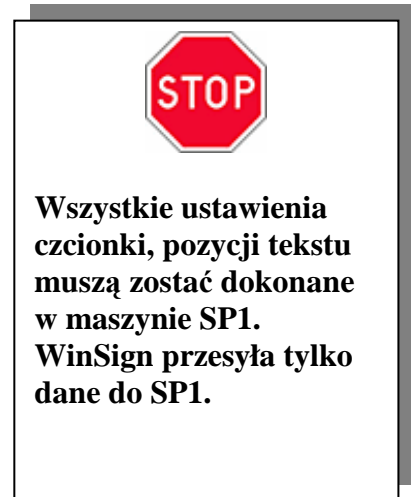 STOP
Wszystkie ustawienia
czcionki, pozycji tekstu
muszą zostać dokonane
w maszynie SP1.
WinSign przesyła tylko
dane do SP1.